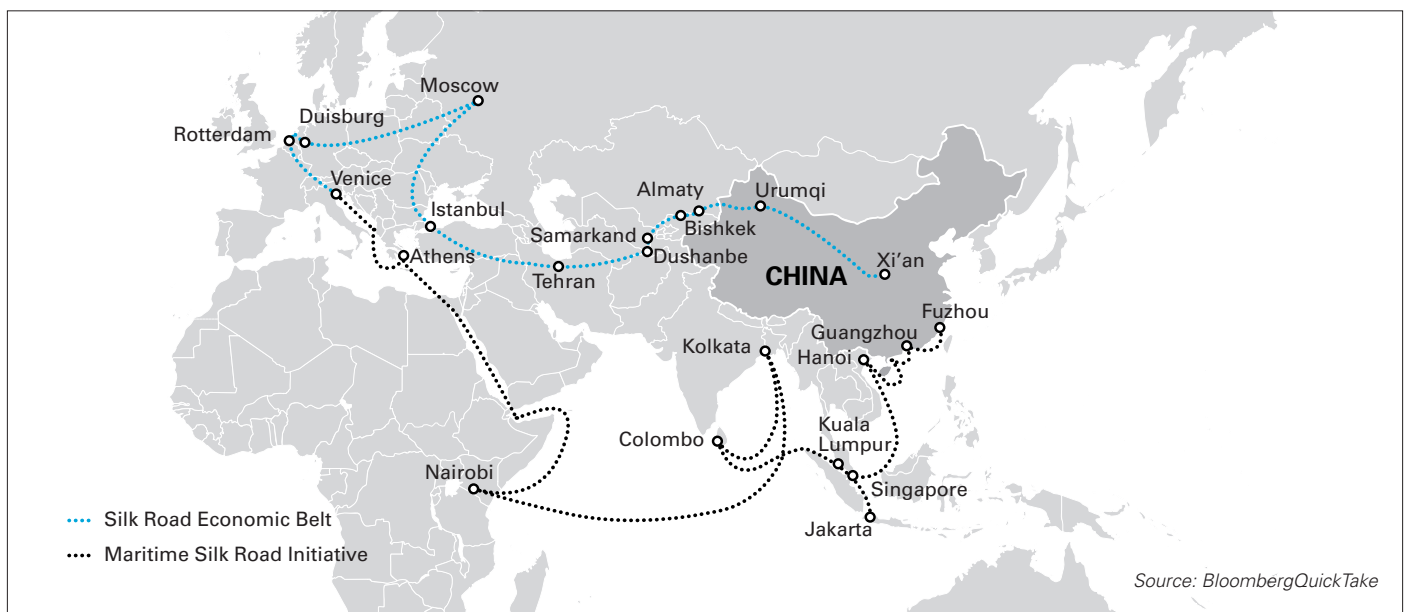 Moscow
Duisburg
Rotterdam
Venice
Almaty
Urumqi
Istanbul
Bishkek
Samarkand
Athens
Dushanbe
Xi’an
Tehran
CHINA
Fuzhou
Guangzhou
Kolkata
Hanoi
Kuala
Lumpur
Colombo
Nairobi
Singapore
Jakarta
Silk Road Economic Belt
Maritime Silk Road Initiative
Source: BloombergQuickTake